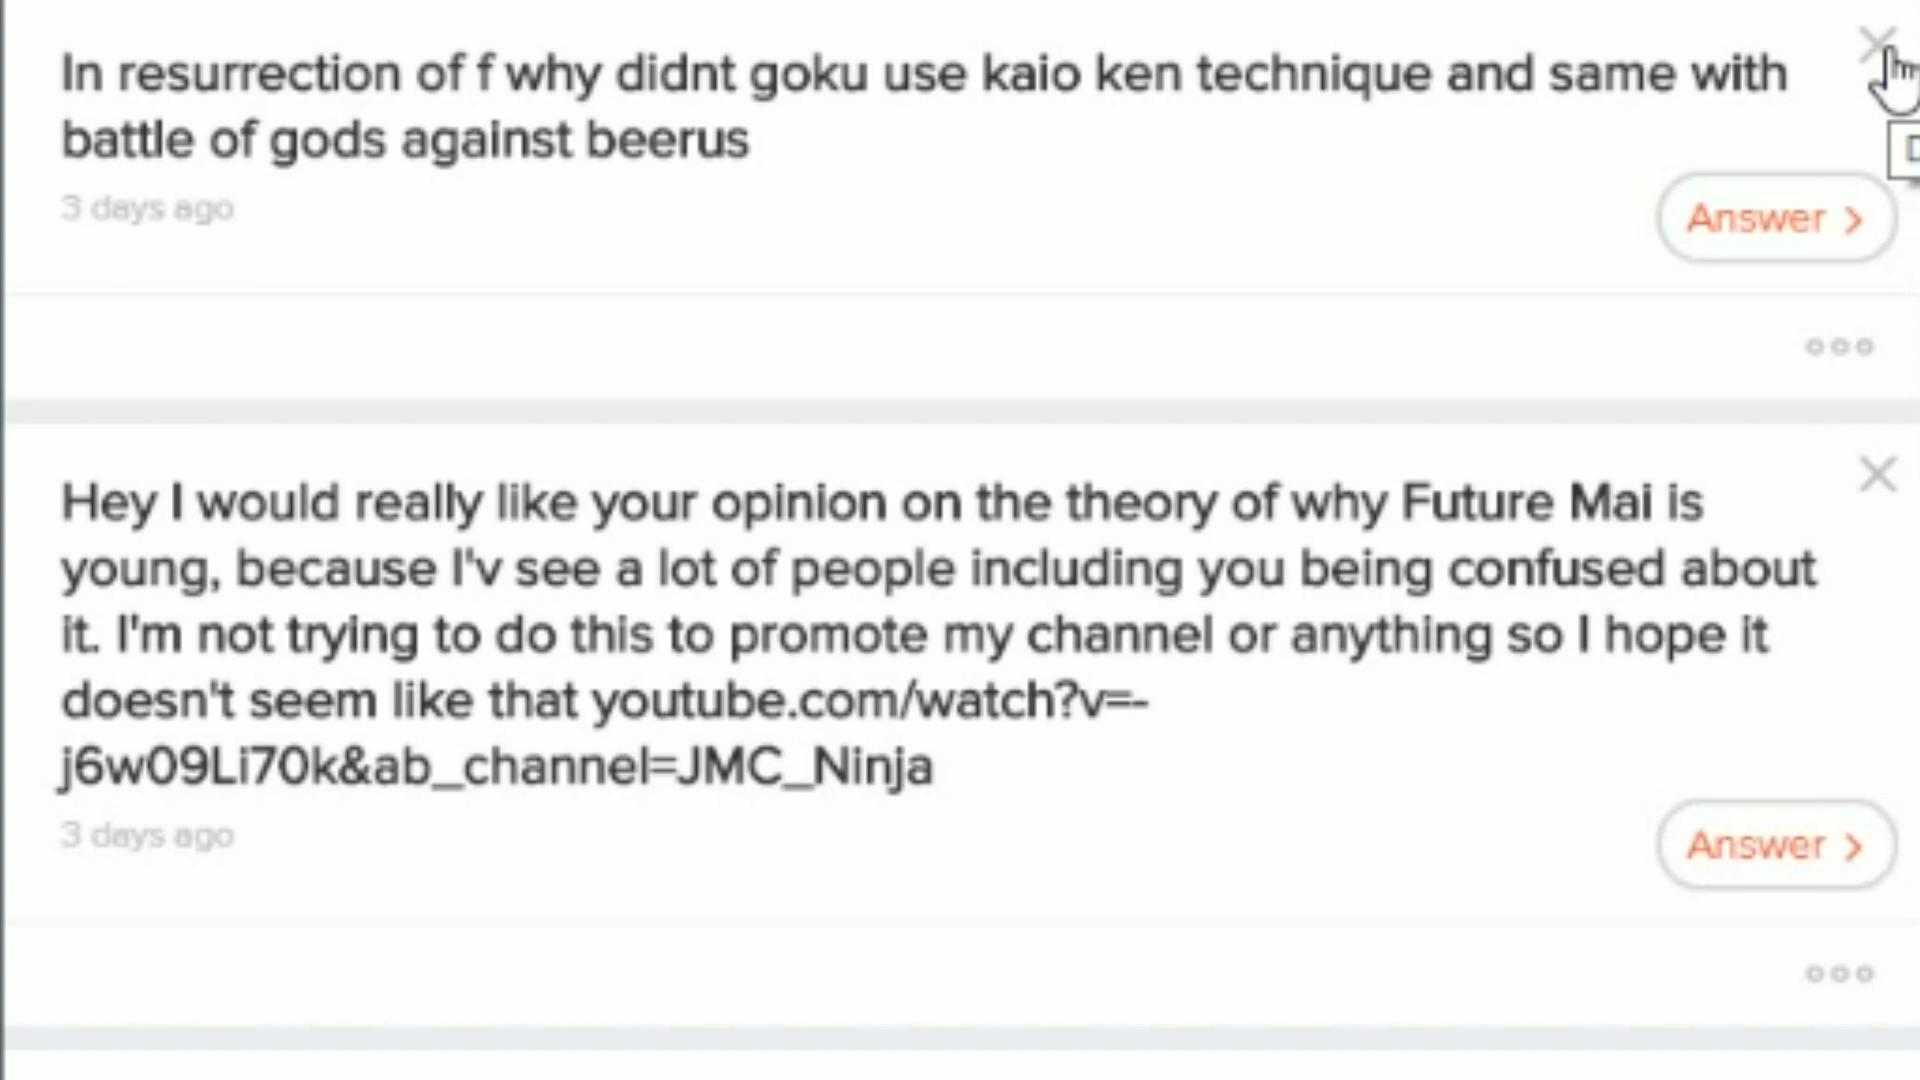 In resurrection of f why didnt goku use kaio ken technique and same with
battle of gods against beerus
3 days ago
Answer >
Hey I would really like your opinion on the theory of why Future Mai is
young, because I'v see a lot of people including you being confused about
it. I'm not trying to do this to promote my channel or anything so I hope it
doesn't seem like that youtube.com/watch?v=-
j6w09Li70k&ab_channel=JMC_Ninja
3 days ago
Answer >